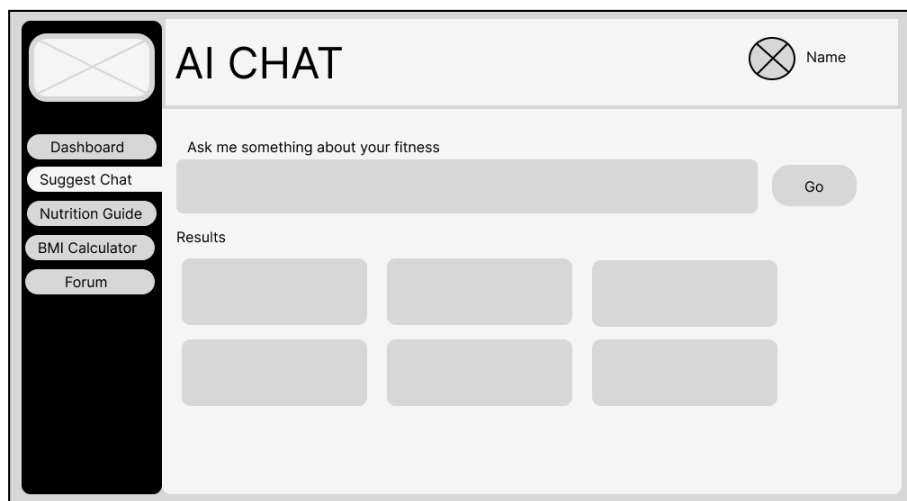 AI CHAT
Name
Dashboard
Suggest Chat
Nutrition Guide
BMI Calculator
Forum
Ask me something about your fitness
Go
Results